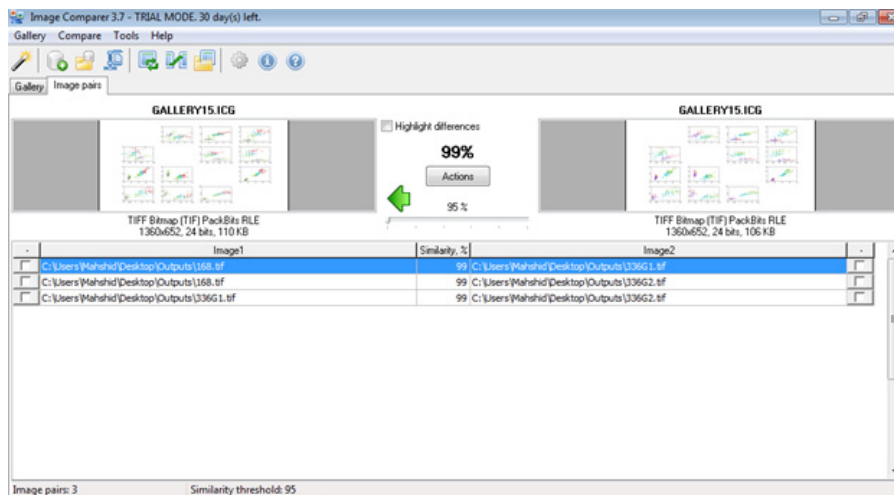 Image Comparer 3.7 - TRIAL MODE. 30 day(s) left.
Gallery Compare Tools Help
Gallery Image pairs
GALLERY15.ICG
GALLERY15.ICG
Highlight differences
99%
Actions
95 %
TIFF Bitmap (TIF) PackBits RLE
1360x652, 24 bits, 110 KB
TIFF Bitmap (TIF) PackBits RLE
1360x652, 24 bits, 106 KB
- Image1 Similarity, % Image2 -
C:\Users\Mahshid\Desktop\Outputs\168.tif 99 C:\Users\Mahshid\Desktop\Outputs\336G1.tif
C:\Users\Mahshid\Desktop\Outputs\168.tif 99 C:\Users\Mahshid\Desktop\Outputs\336G2.tif
C:\Users\Mahshid\Desktop\Outputs\336G1.tif 99 C:\Users\Mahshid\Desktop\Outputs\336G2.tif
Image pairs: 3 Similarity threshold: 95